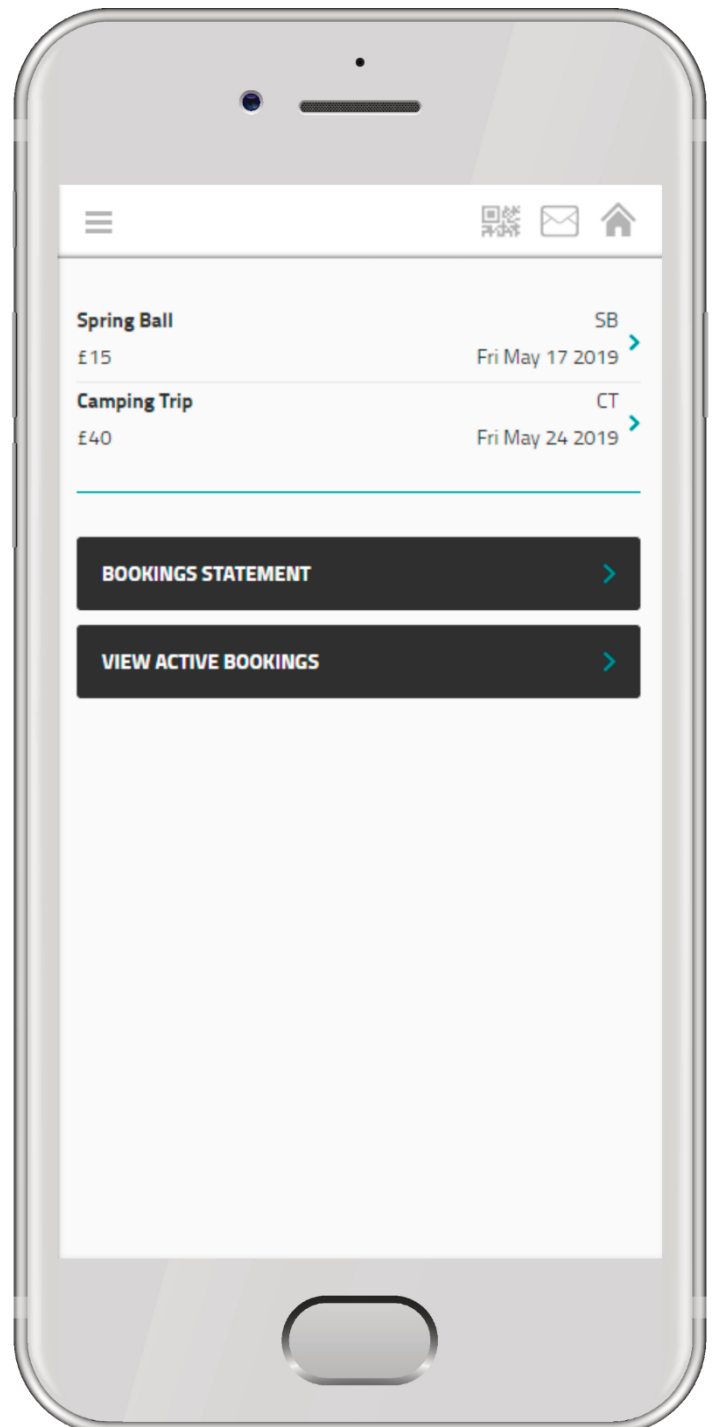 Spring Ball SB
£15 Fri May 17 2019
Camping Trip CT
£40 Fri May 24 2019
BOOKINGS STATEMENT
VIEW ACTIVE BOOKINGS